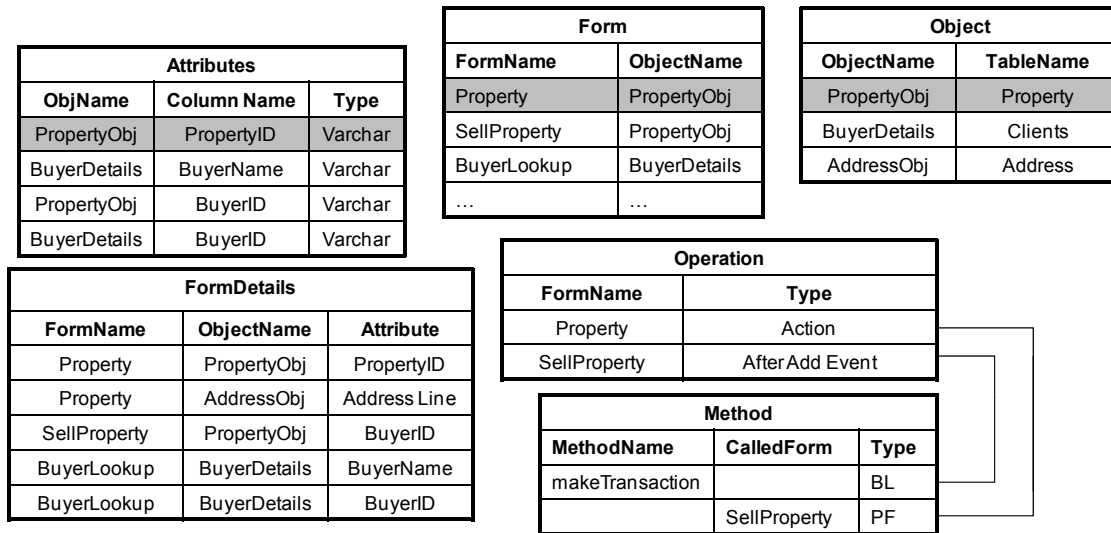 Attributes
ObjName Column Name Type
PropertyObj PropertyID Varchar
BuyerDetails BuyerName Varchar
PropertyObj BuyerID Varchar
BuyerDetails BuyerID Varchar
Form
FormName ObjectName
Property PropertyObj
SellProperty PropertyObj
BuyerLookup BuyerDetails
... ...
Object
ObjectName TableName
PropertyObj Property
BuyerDetails Clients
AddressObj Address
FormDetails
FormName ObjectName Attribute
Property PropertyObj PropertyID
Property AddressObj Address Line
SellProperty PropertyObj BuyerID
BuyerLookup BuyerDetails BuyerName
BuyerLookup BuyerDetails BuyerID
Operation
FormName Type
Property Action
SellProperty After Add Event
Method
MethodName CalledForm Type
makeTransaction BL
SellProperty PF